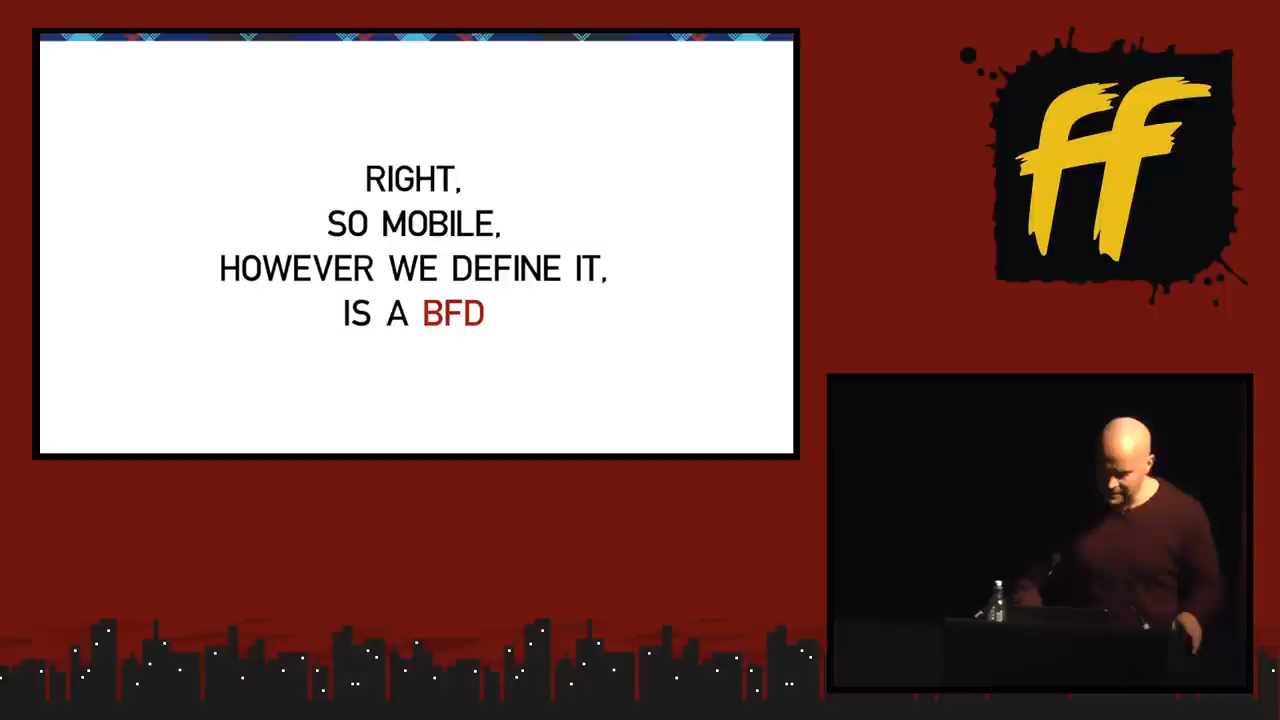 RIGHT,
SO MOBILE,
HOWEVER WE DEFINE IT,
IS A BFD
ff